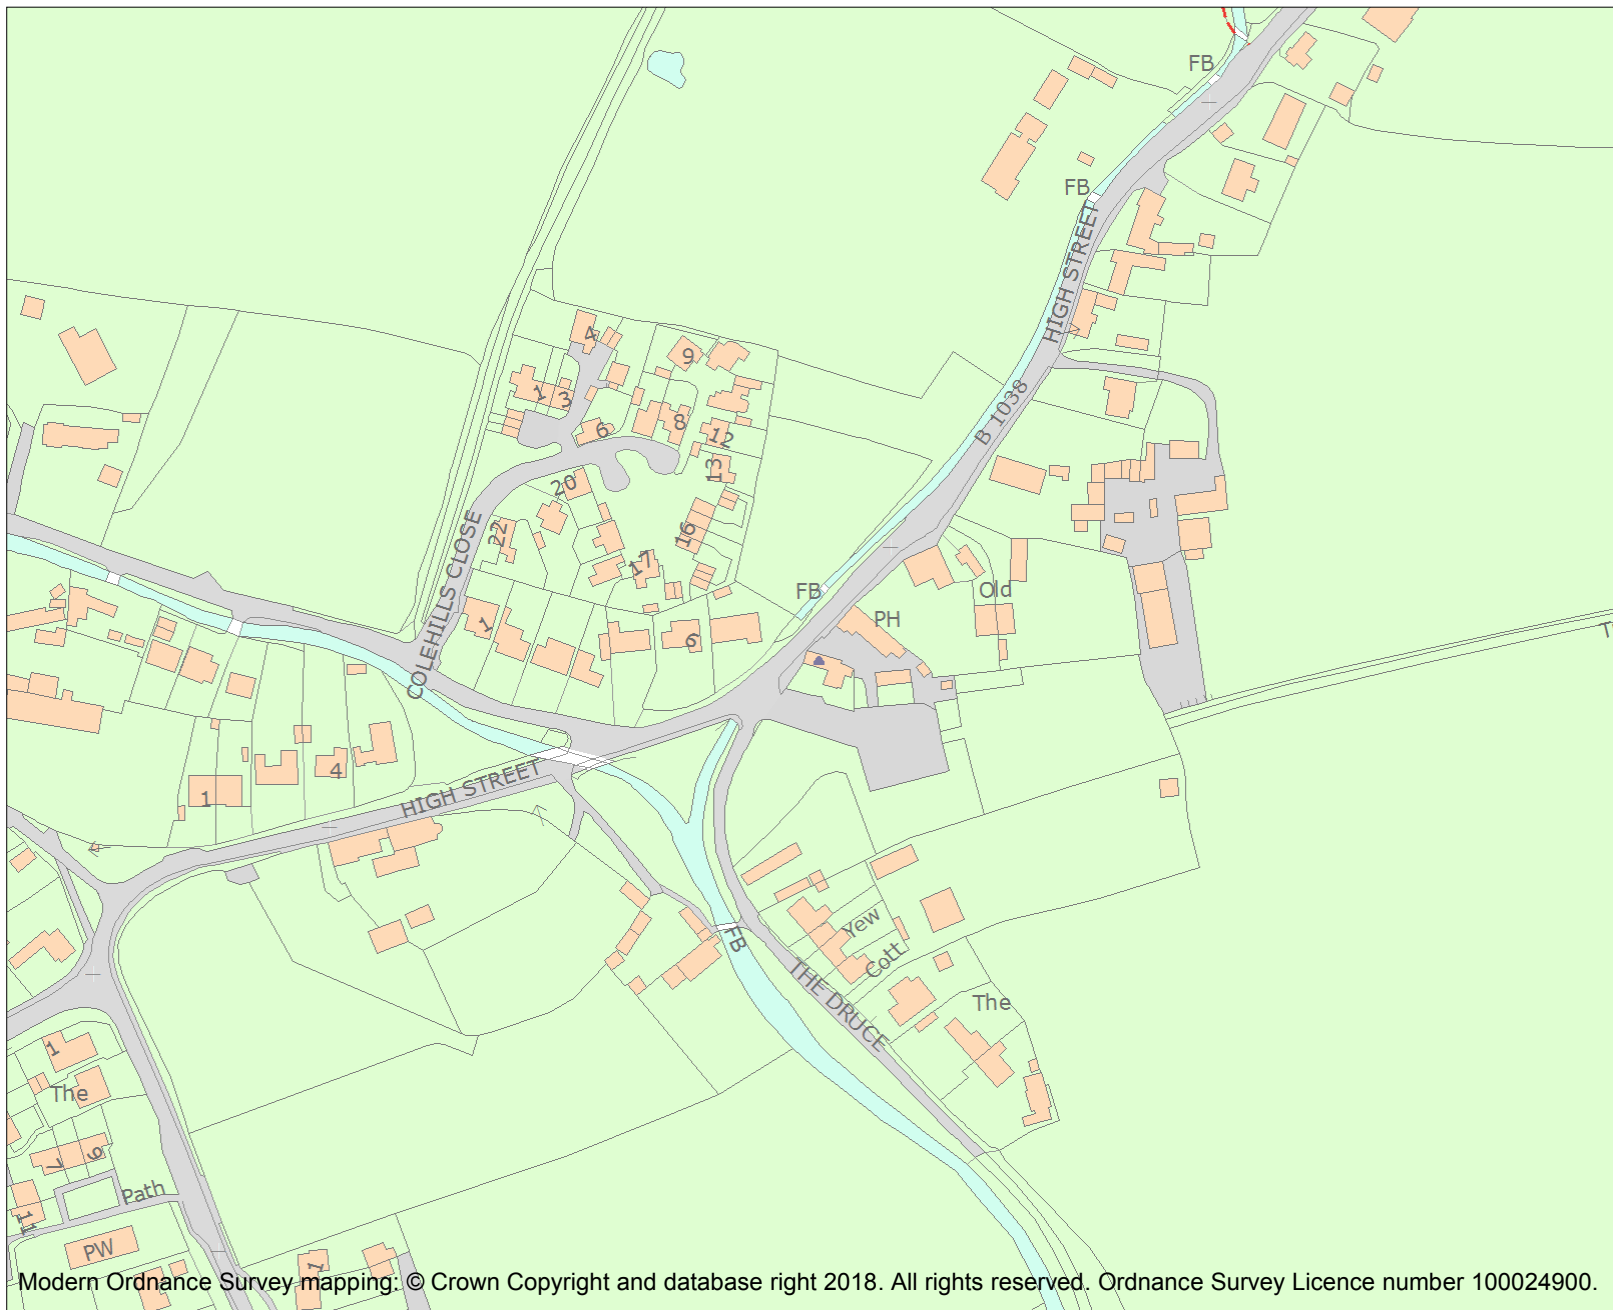 FB
FB
HIGH STREET
4
9
1
3
B 1038
8
6
12
13
20
22
16
17
COLEHILLS CLOSE
FB
Old
PH
1
6
4
1
HIGH STREET
Yew
Cott
FB
THE DRUCE
The
1
The
7
9
Path
11
PW
1
Modern Ordnance Survey mapping: © Crown Copyright and database right 2018. All rights reserved. Ordnance Survey Licence number 100024900.